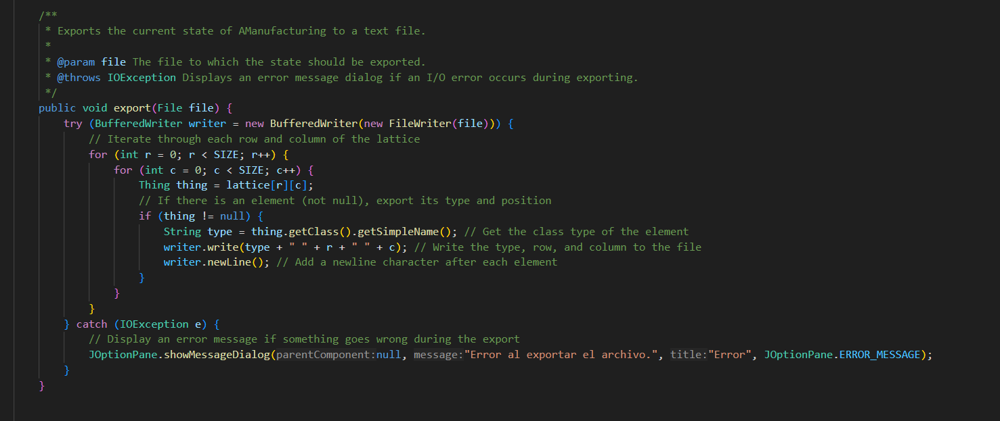 /**
 * Exports the current state of AManufacturing to a text file.
 *
 * @param file The file to which the state should be exported.
 * @throws IOException Displays an error message dialog if an I/O error occurs during exporting.
 */
public void export(File file) {
    try (BufferedWriter writer = new BufferedWriter(new FileWriter(file))) {
        // Iterate through each row and column of the lattice
        for (int r = 0; r < SIZE; r++) {
            for (int c = 0; c < SIZE; c++) {
                Thing thing = lattice[r][c];
                // If there is an element (not null), export its type and position
                if (thing != null) {
                    String type = thing.getClass().getSimpleName(); // Get the class type of the element
                    writer.write(type + " " + r + " " + c); // Write the type, row, and column to the file
                    writer.newLine(); // Add a newline character after each element
                }
            }
        }
    } catch (IOException e) {
        // Display an error message if something goes wrong during the export
        JOptionPane.showMessageDialog(parentComponent:null, message:"Error al exportar el archivo.", title:"Error", JOptionPane.ERROR_MESSAGE);
    }
}